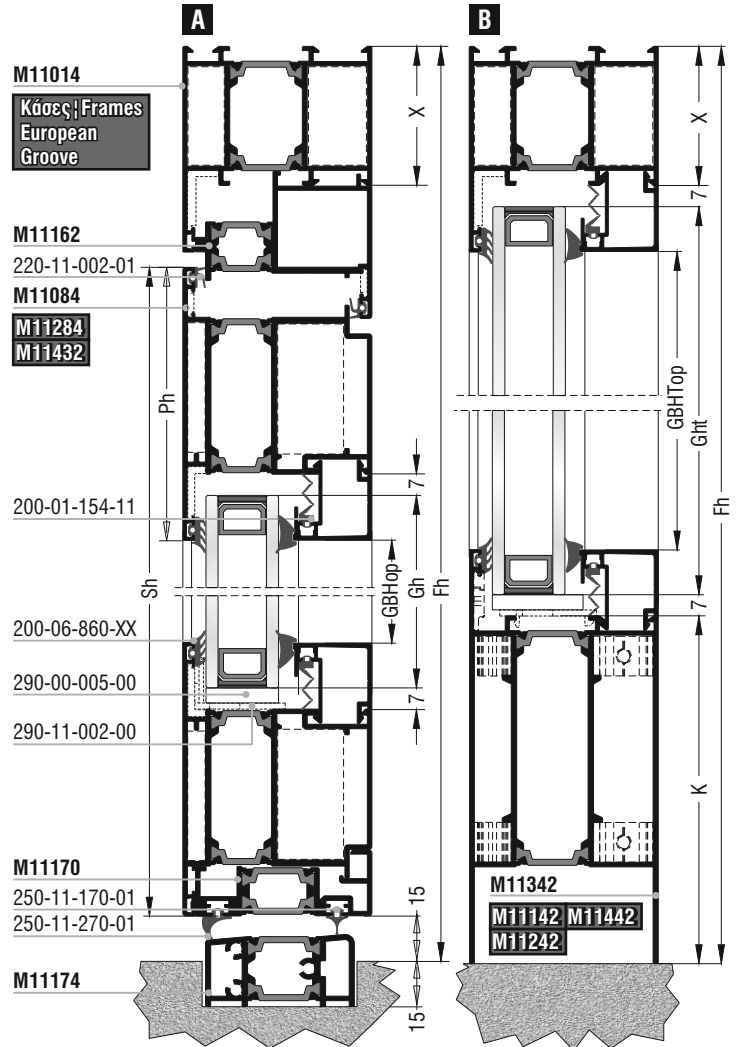 A
B
M11014
Κάσες¦Frames
European
Groove
X
X
7
M11162
220-11-002-01
M11084
M11284
M11432
Ph
GBHTop
Ght
Fh
7
200-01-154-11
Sh
GBHop
Gh
Fh
200-06-860-XX
7
290-00-005-00
7
290-11-002-00
K
M11170
M11342
250-11-170-01
15
M11142 M11442
250-11-270-01
M11242
M11174
15